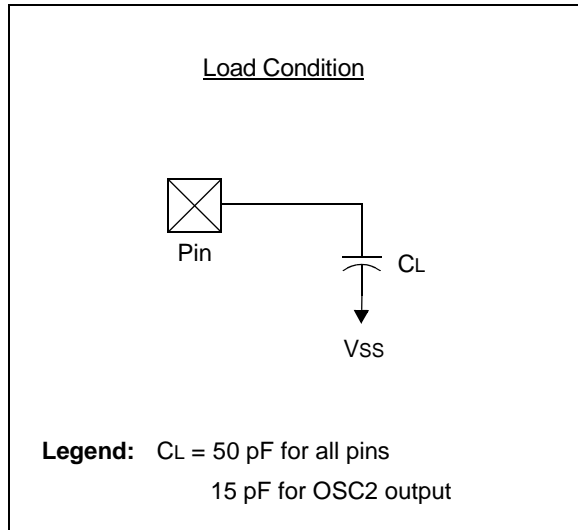 Load Condition
Pin
CL
VSS
Legend: CL = 50 pF for all pins
15 pF for OSC2 output